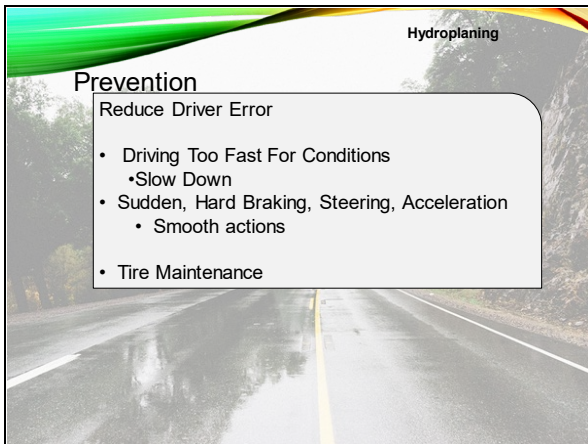 Hydroplaning
Prevention
Reduce Driver Error
• Driving Too Fast For Conditions
•Slow Down
• Sudden, Hard Braking, Steering, Acceleration
• Smooth actions
• Tire Maintenance